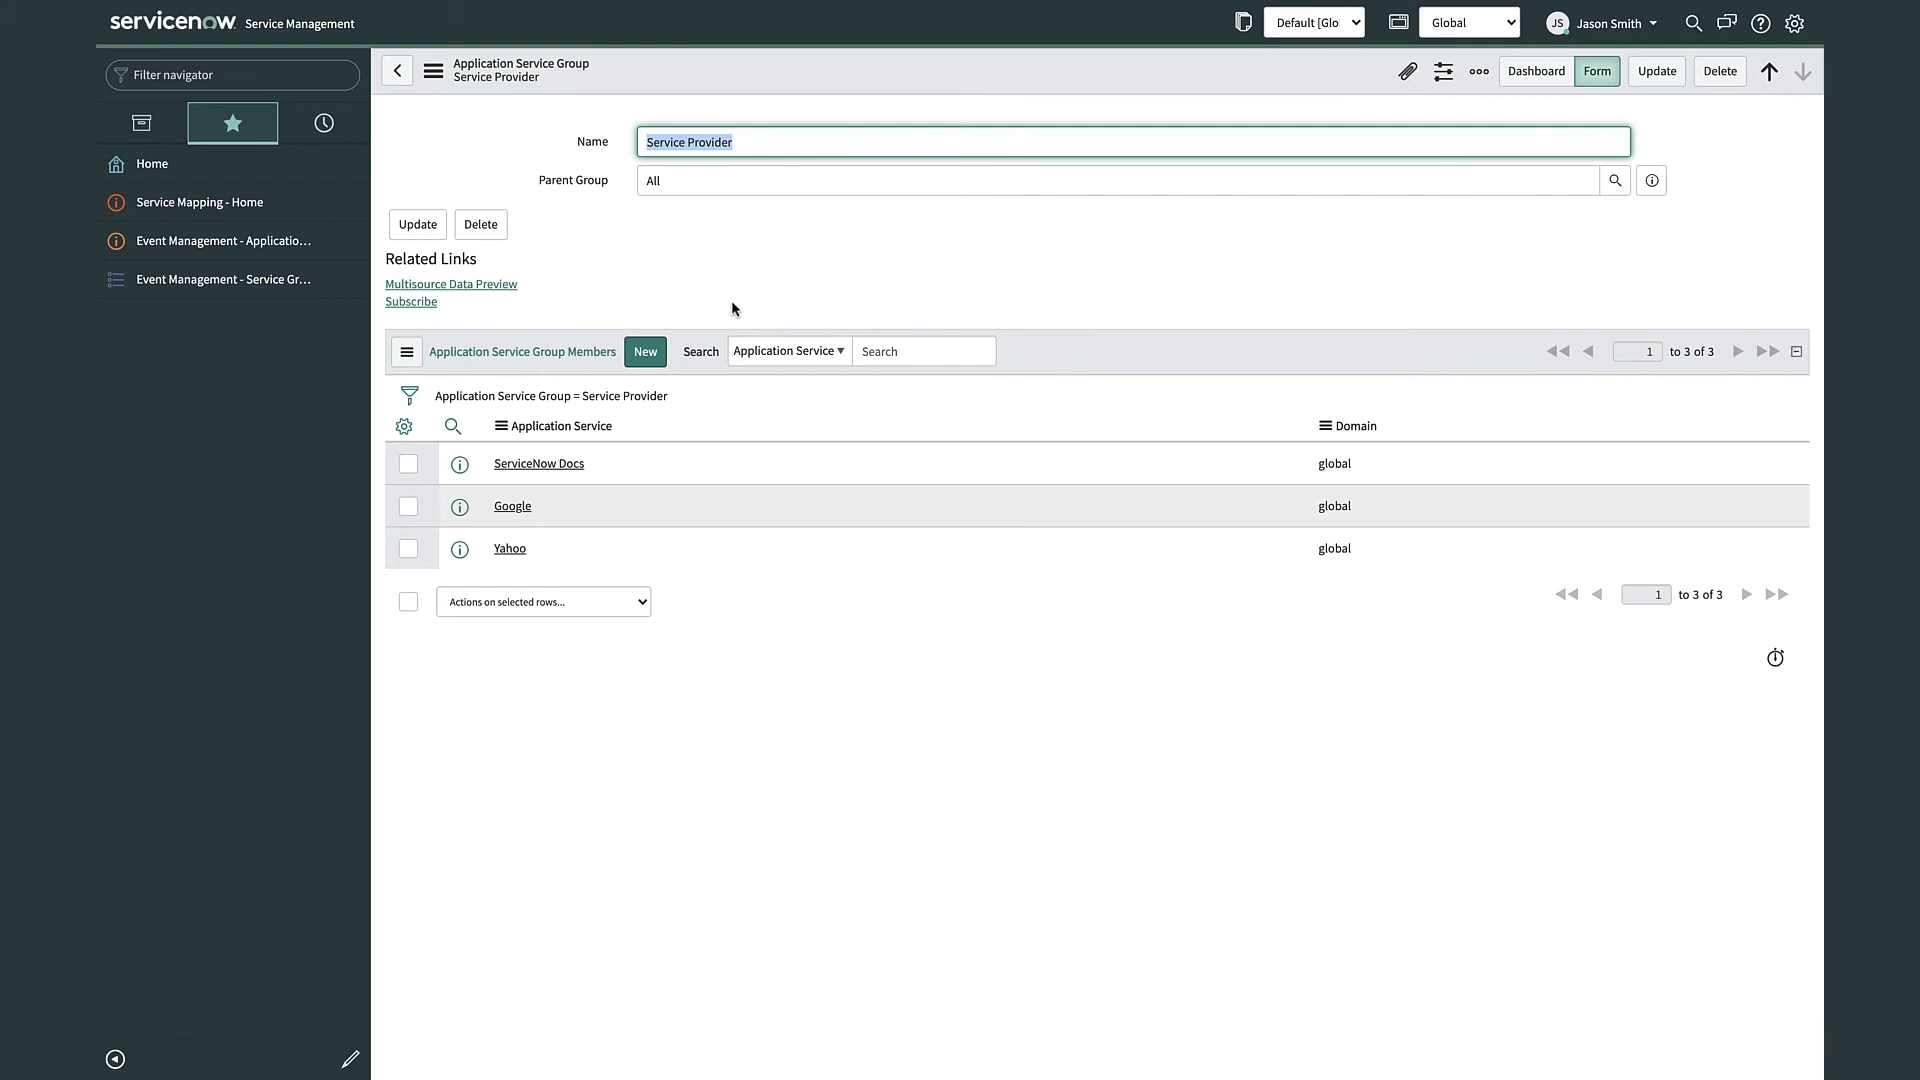 servicenow. Service Management
Default [Glo
Global
JS Jason Smith
Filter navigator
Home
Service Mapping - Home
Event Management - Applicatio...
Event Management - Service Gr...
Application Service Group
Service Provider
Dashboard Form Update Delete
Name Service Provider
Parent Group All
Update Delete
Related Links
Multisource Data Preview
Subscribe
Application Service Group Members New Search Application Service Search 1 to 3 of 3
Application Service Group = Service Provider
Application Service Domain
ServiceNow Docs global
Google global
Yahoo global
Actions on selected rows... 1 to 3 of 3